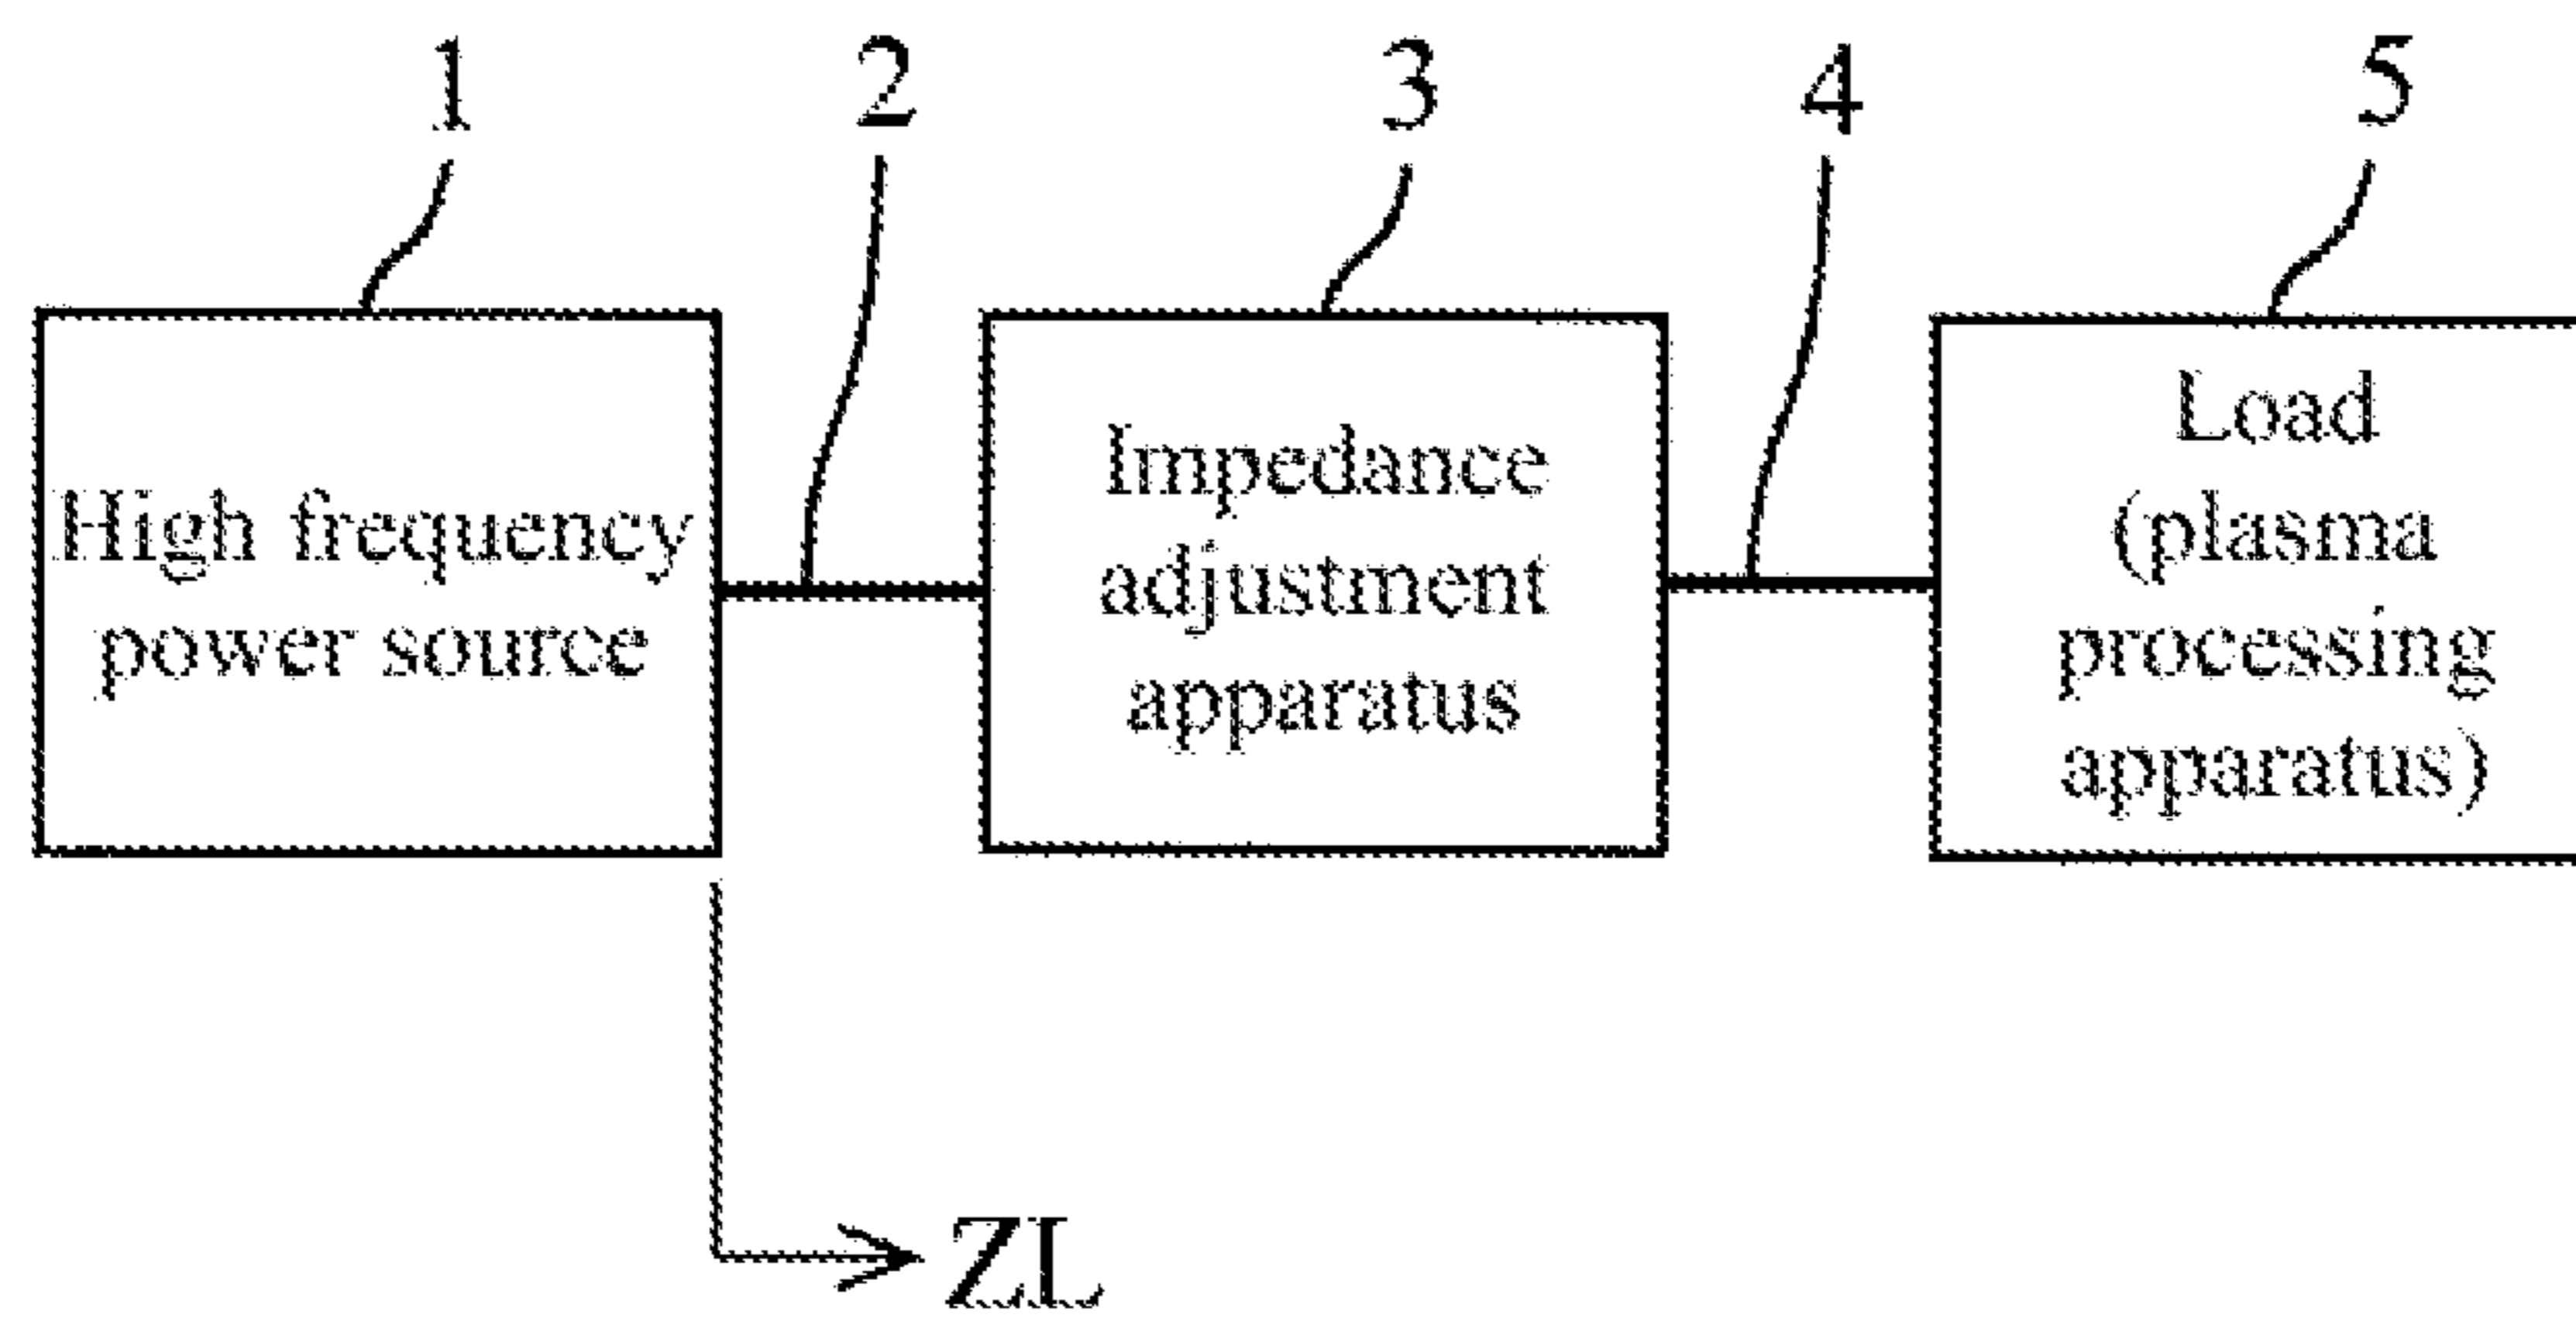 1 2 3 4 5
High frequency
power source
Impedance
adjustment
apparatus
Load
(plasma
processing
apparatus)
ZL